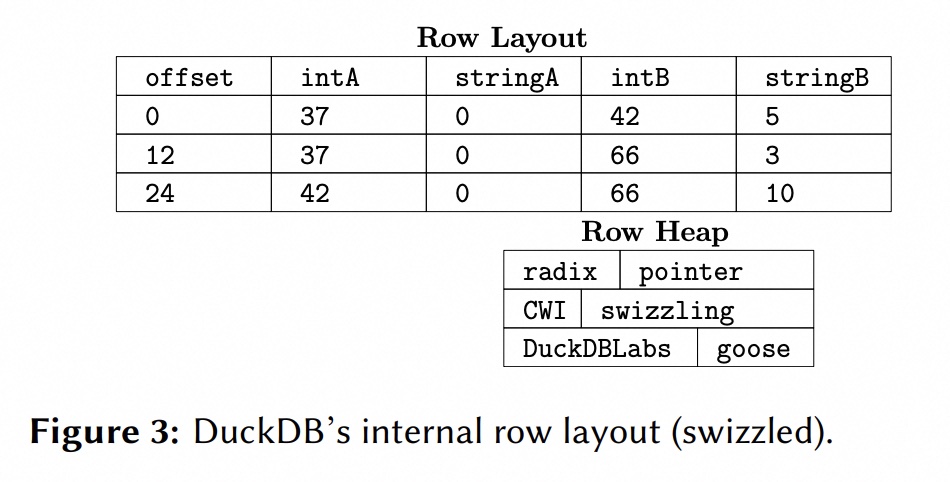 Row Layout
offset intA stringA intB stringB
0 37 0 42 5
12 37 0 66 3
24 42 0 66 10
Row Heap
radix pointer
CWI swizzling
DuckDBLabs goose
Figure 3: DuckDB's internal row layout (swizzled).